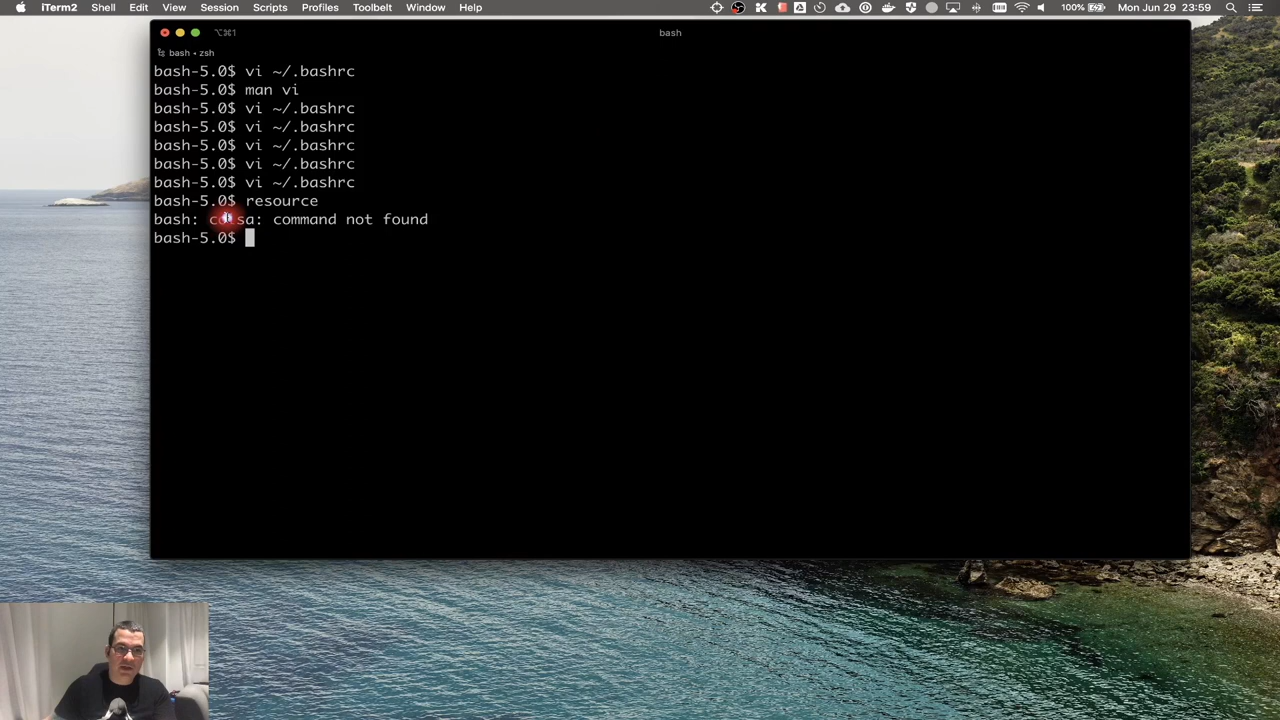 iTerm2 Shell Edit View Session Scripts Profiles Toolbelt Window Help 100% Mon Jun 29 23:59
⌥⌘1 bash
bash • zsh
bash-5.0$ vi ~/.bashrc
bash-5.0$ man vi
bash-5.0$ vi ~/.bashrc
bash-5.0$ vi ~/.bashrc
bash-5.0$ vi ~/.bashrc
bash-5.0$ vi ~/.bashrc
bash-5.0$ vi ~/.bashrc
bash-5.0$ resource
bash: command not found
bash-5.0$